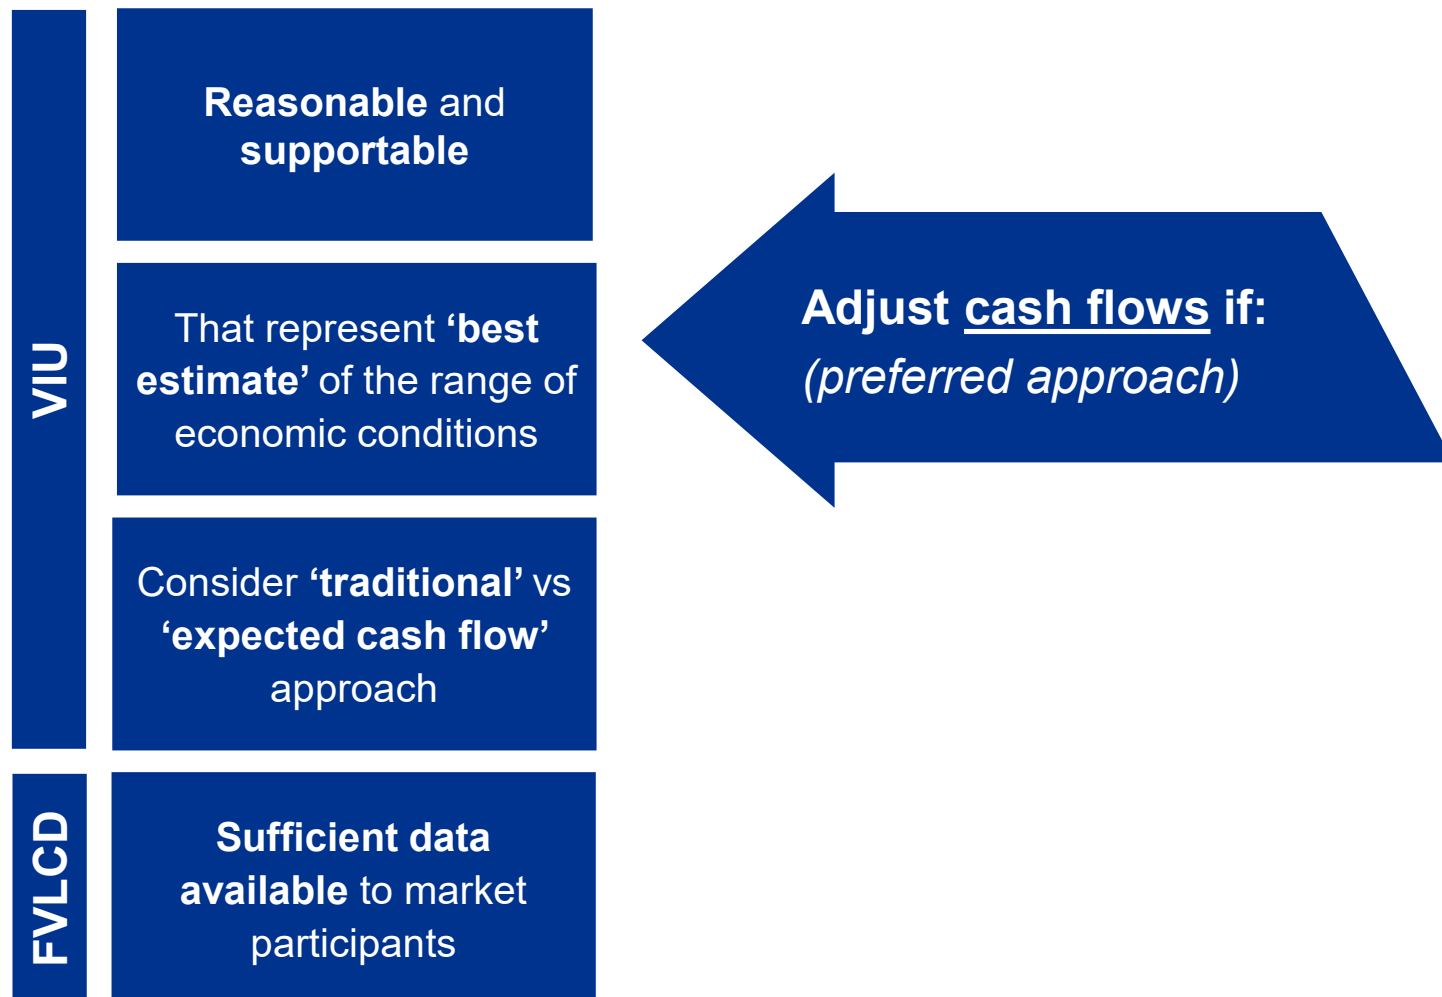 VIU
Reasonable and
supportable
That represent ‘best
estimate’ of the range of
economic conditions
Consider ‘traditional’ vs
‘expected cash flow’
approach
FVLCD
Sufficient data
available to market
participants
Adjust cash flows if:
(preferred approach)